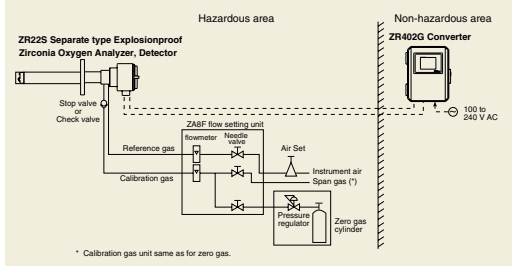 Hazardous area
Non-hazardous area
ZR22S Separate type Explosionproof
Zirconia Oxygen Analyzer, Detector
ZR402G Converter
Stop valve
or
Check valve
100 to
240 V AC
ZA8F flow setting unit
flowmeter
Needle
valve
Air Set
Reference gas
Calibration gas
Instrument air
Span gas (*)
Pressure
regulator
Zero gas
cylinder
* Calibration gas unit same as for zero gas.